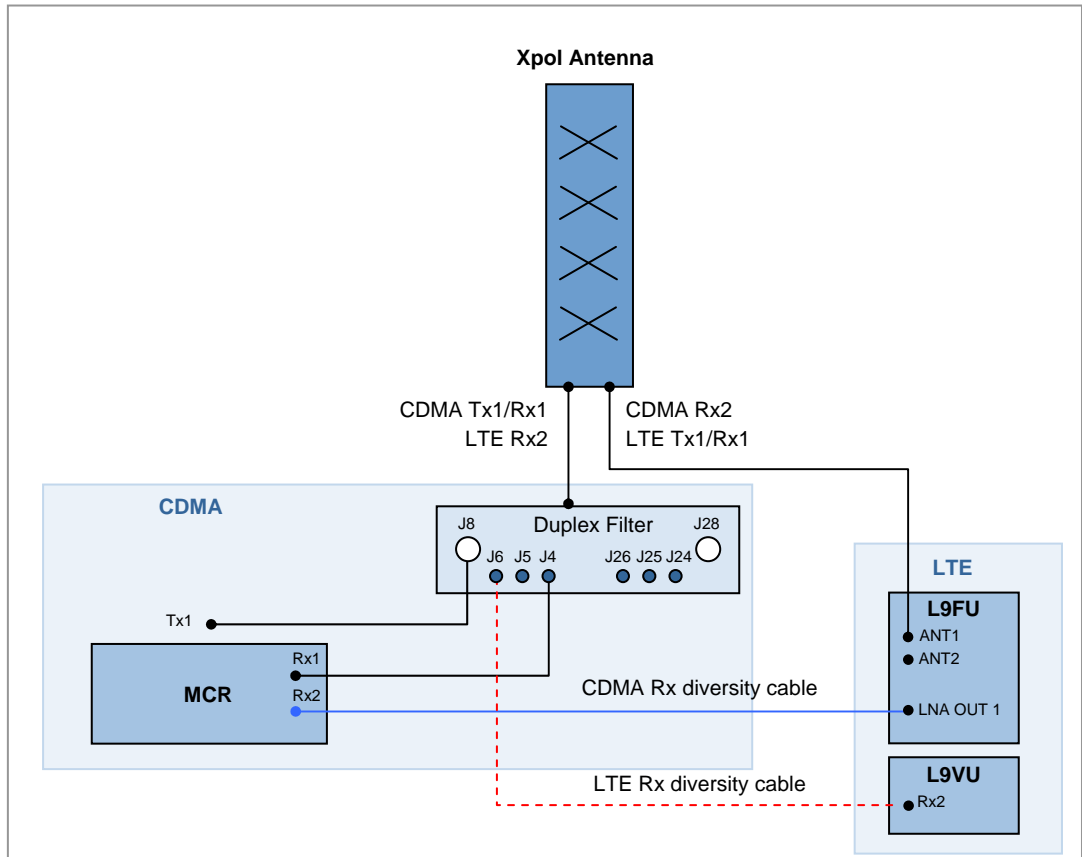 Xpol Antenna
CDMA Tx1/Rx1
LTE Rx2
CDMA Rx2
LTE Tx1/Rx1
CDMA
Duplex Filter
J8
J28
J6
J5
J4
J26
J25
J24
Tx1
MCR
Rx1
Rx2
CDMA Rx diversity cable
LTE Rx diversity cable
LTE
L9FU
ANT1
ANT2
LNA OUT 1
L9VU
Rx2